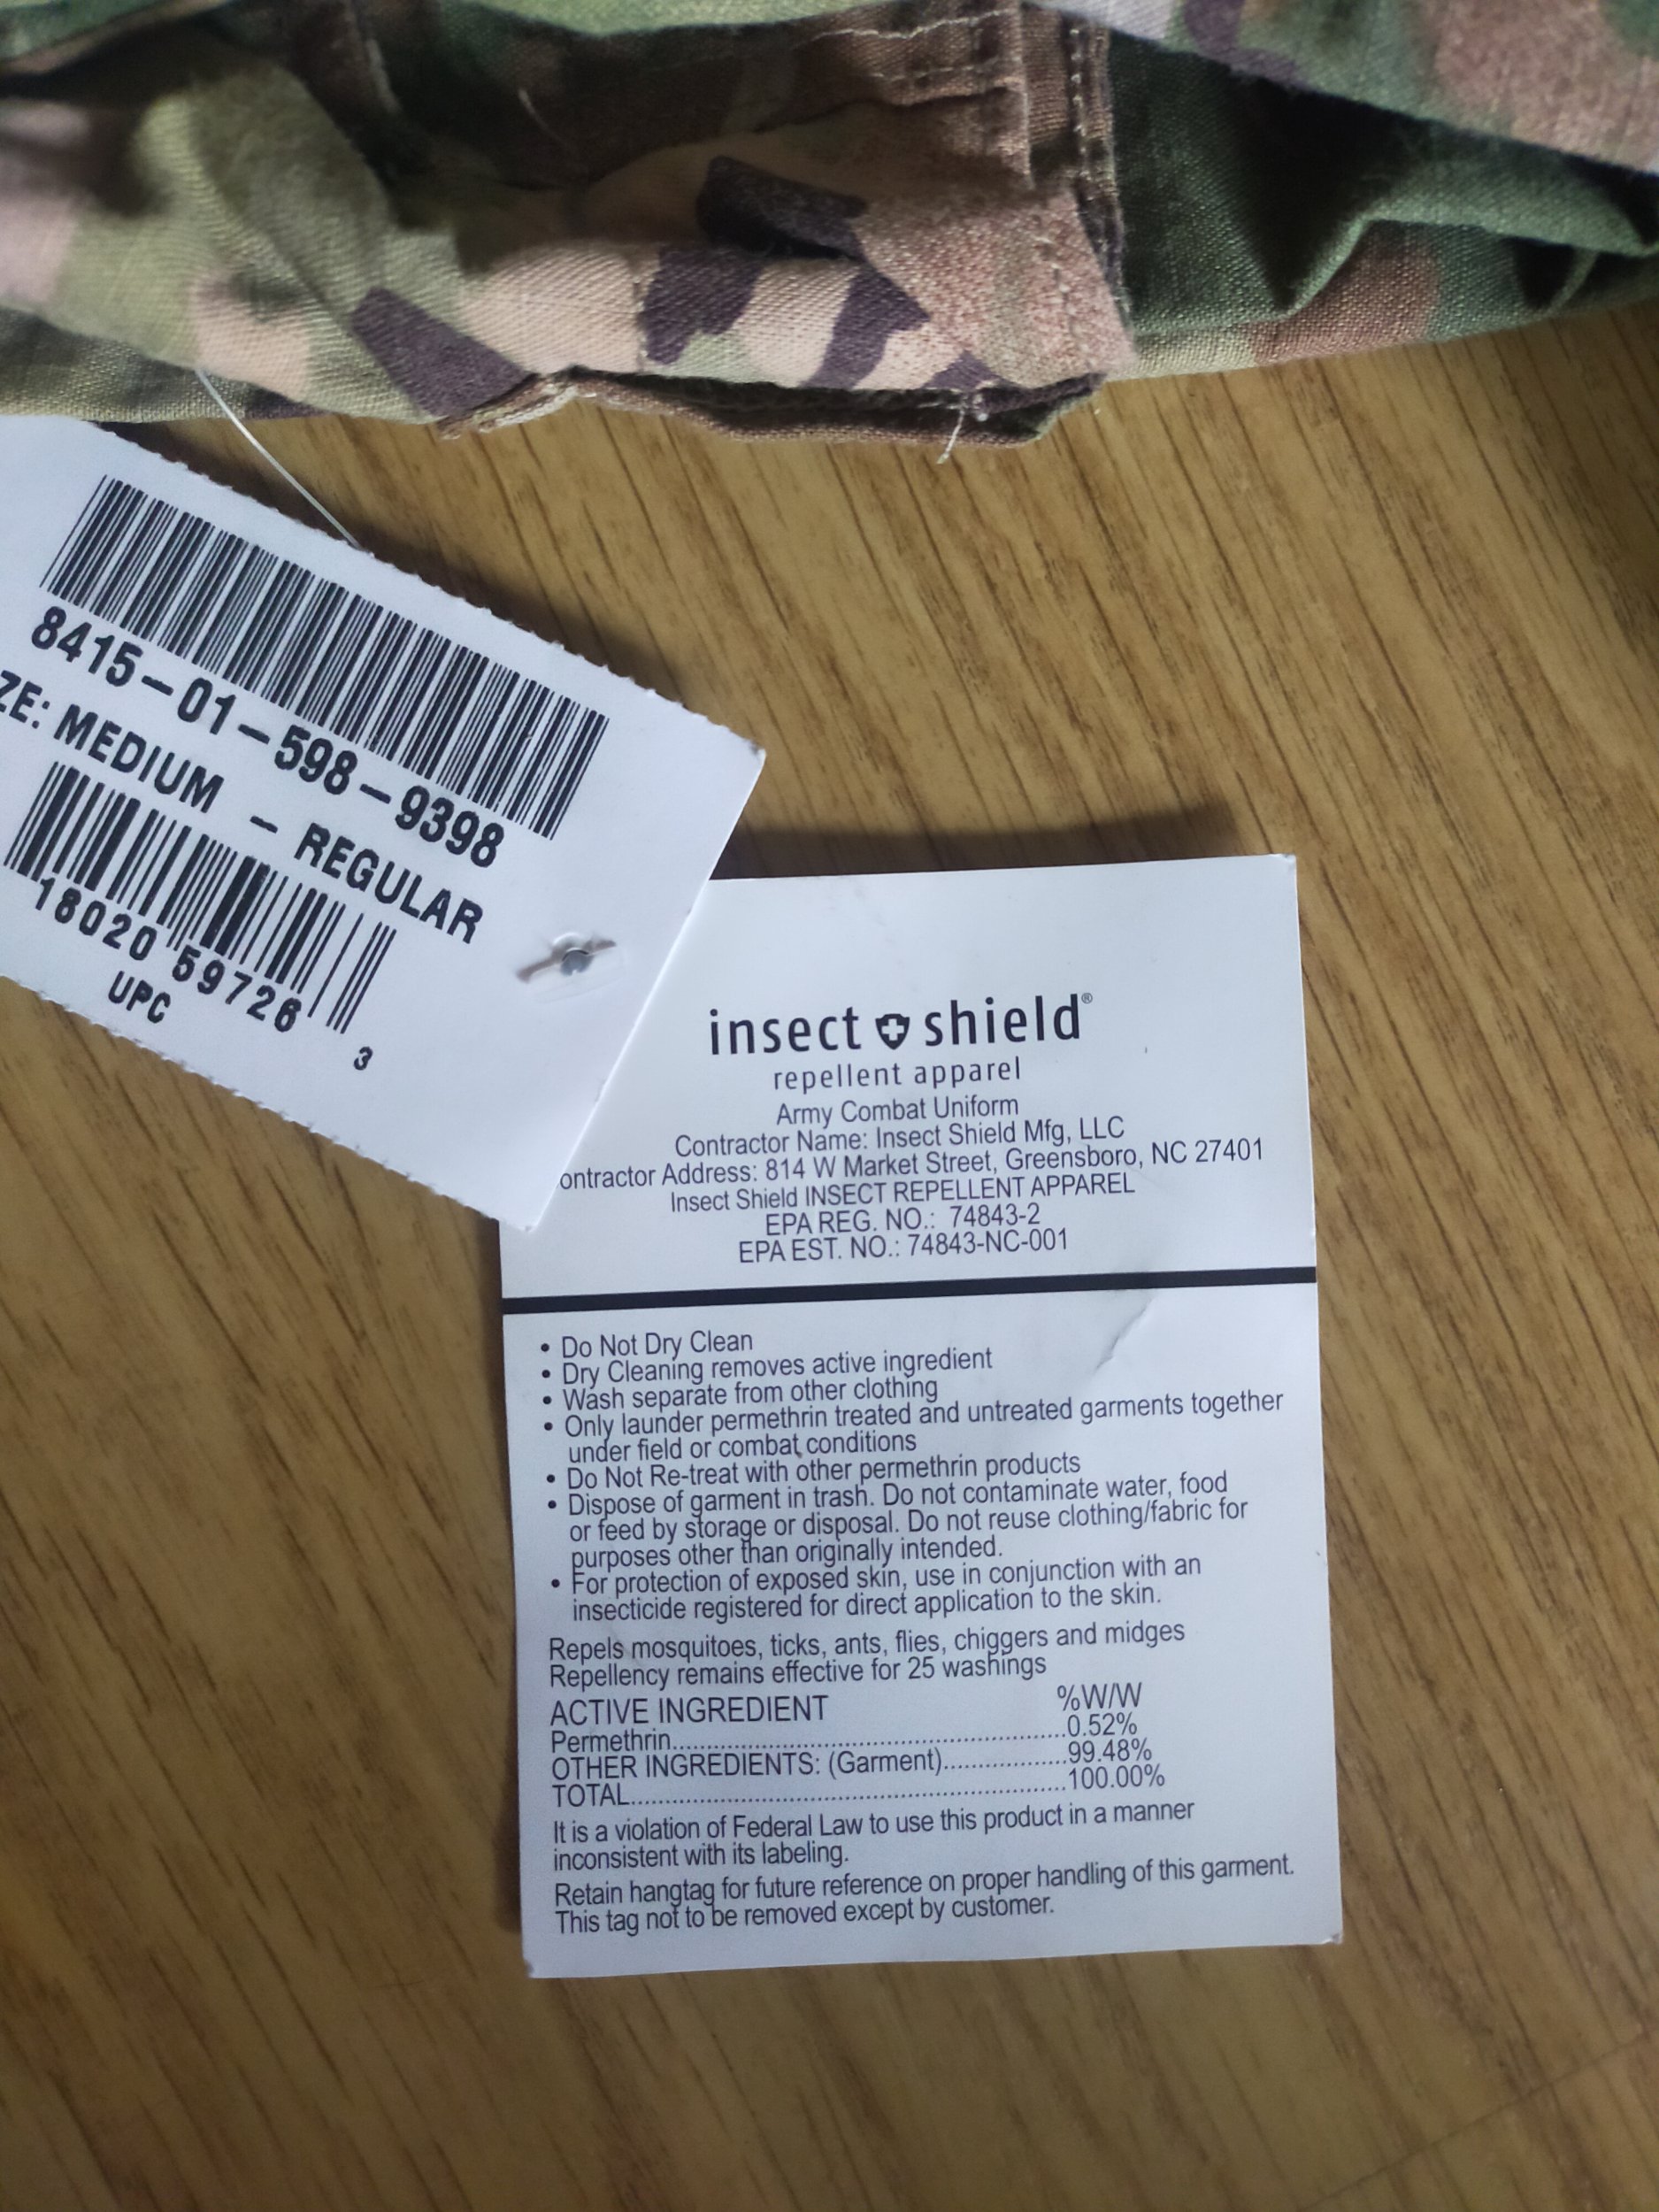 8415-01-598-9398
ZE: MEDIUM - REGULAR
18020 59726 3
UPC
insect shield®
repellent apparel
Army Combat Uniform
Contractor Name: Insect Shield Mfg, LLC
ontractor Address: 814 W Market Street, Greensboro, NC 27401
Insect Shield INSECT REPELLENT APPAREL
EPA REG. NO.: 74843-2
EPA EST. NO.: 74843-NC-001
• Do Not Dry Clean
• Dry Cleaning removes active ingredient
• Wash separate from other clothing
• Only launder permethrin treated and untreated garments together
under field or combat conditions
• Do Not Re-treat with other permethrin products
• Dispose of garment in trash. Do not contaminate water, food
or feed by storage or disposal. Do not reuse clothing/fabric for
purposes other than originally intended.
• For protection of exposed skin, use in conjunction with an
insecticide registered for direct application to the skin.
Repels mosquitoes, ticks, ants, flies, chiggers and midges
Repellency remains effective for 25 washings
ACTIVE INGREDIENT %W/W
Permethrin..........0.52%
OTHER INGREDIENTS: (Garment)..........99.48%
TOTAL..........100.00%
It is a violation of Federal Law to use this product in a manner
inconsistent with its labeling.
Retain hangtag for future reference on proper handling of this garment.
This tag not to be removed except by customer.